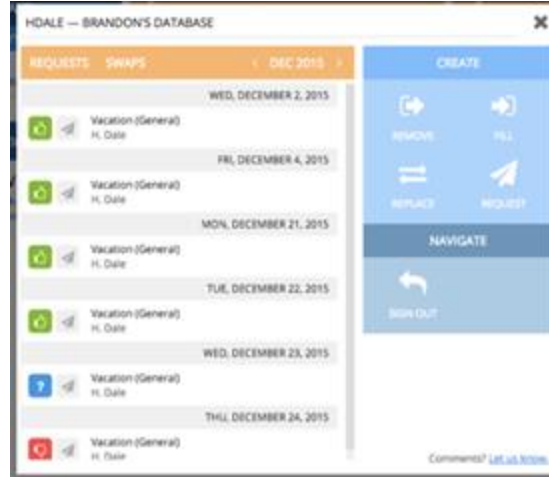 HDALE — BRANDON'S DATABASE
REQUESTS SWAPS DEC 2015
WED, DECEMBER 2, 2015
Vacation (General)
H. Dale
FRI, DECEMBER 4, 2015
Vacation (General)
H. Dale
MON, DECEMBER 21, 2015
Vacation (General)
H. Dale
TUE, DECEMBER 22, 2015
Vacation (General)
H. Dale
WED, DECEMBER 23, 2015
Vacation (General)
H. Dale
THU, DECEMBER 24, 2015
Vacation (General)
H. Dale
CREATE
REMOVE FILL
REPLACE REQUEST
NAVIGATE
SIGN OUT
Comments? Let us know.